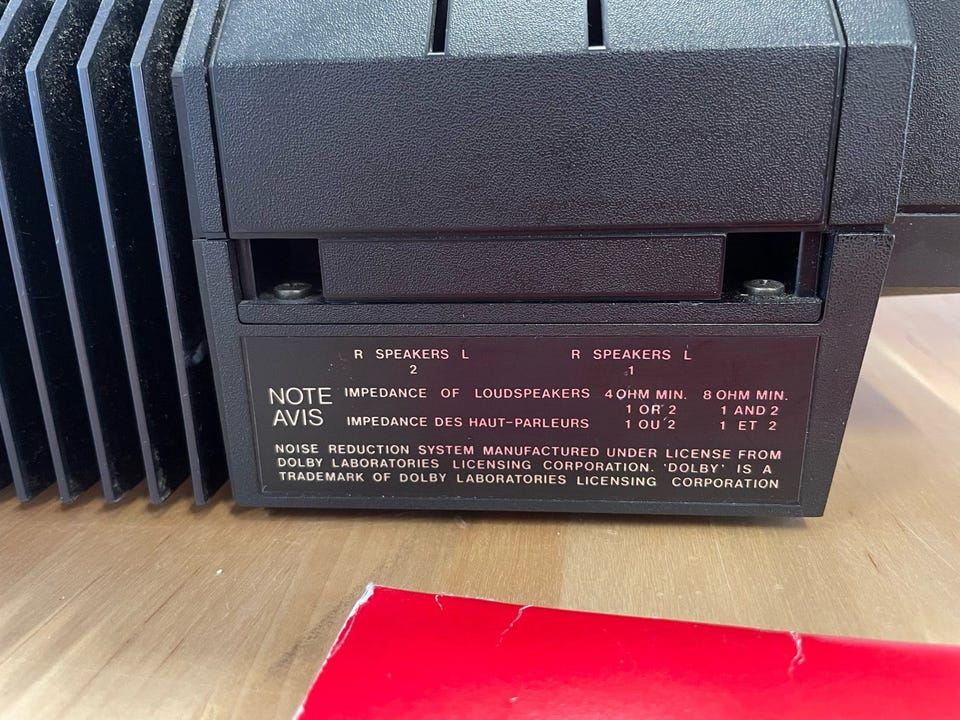 R SPEAKERS L R SPEAKERS L
2 1
NOTE IMPEDANCE OF LOUDSPEAKERS 4 OHM MIN. 8 OHM MIN.
1 OR 2 1 AND 2
AVIS IMPEDANCE DES HAUT-PARLEURS 1 OU 2 1 ET 2
NOISE REDUCTION SYSTEM MANUFACTURED UNDER LICENSE FROM
DOLBY LABORATORIES LICENSING CORPORATION. 'DOLBY' IS A
TRADEMARK OF DOLBY LABORATORIES LICENSING CORPORATION